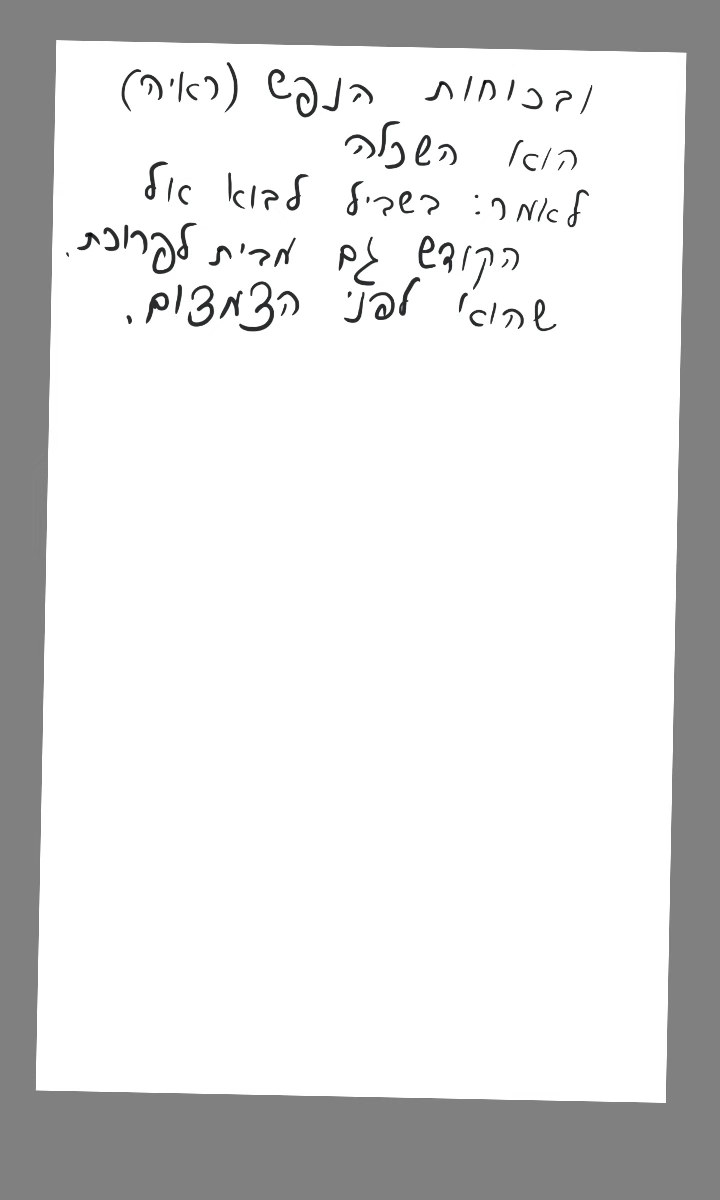 ובכוחות הנפש (ראיה)
הוא השכלה
לאמר: בשביל לבוא אל
הקודש גם מבית לפרוכת.
שהוא לפני הצמצום.